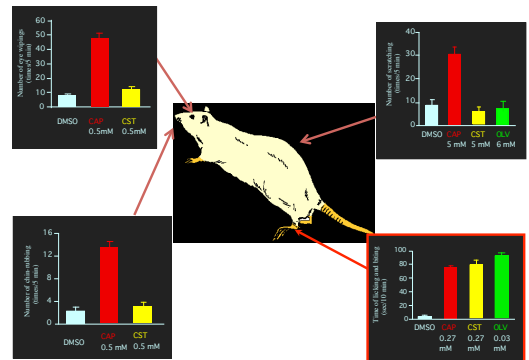 Number of eye wipings
(times/5 min)
60
50
40
30
20
10
0
DMSO CAP CST
0.5mM 0.5mM
Number of scratching
(times/5 min)
40
30
20
10
0
DMSO CAP CST OLV
5 mM 5 mM 6 mM
Number of chin-rubbing
(times/5 min)
16
12
8
4
0
DMSO CAP CST
0.5 mM 0.5 mM
Time of licking and biting
(sec/10 min)
100
80
60
40
20
0
DMSO CAP CST OLV
0.27 0.27 0.03
mM mM mM